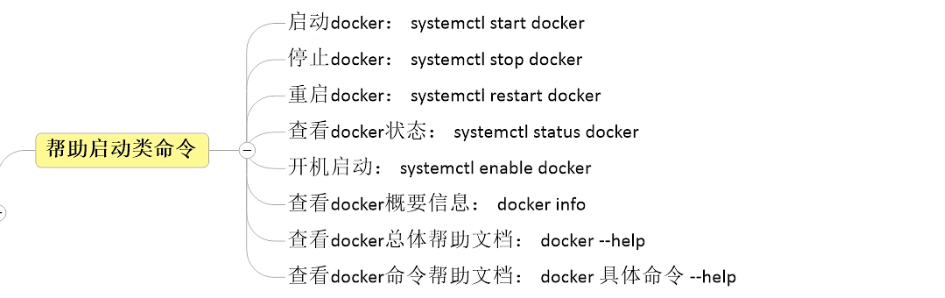 启动docker： systemctl start docker
停止docker： systemctl stop docker
重启docker： systemctl restart docker
查看docker状态： systemctl status docker
帮助启动类命令
开机启动： systemctl enable docker
查看docker概要信息： docker info
查看docker总体帮助文档： docker --help
查看docker命令帮助文档： docker 具体命令 --help